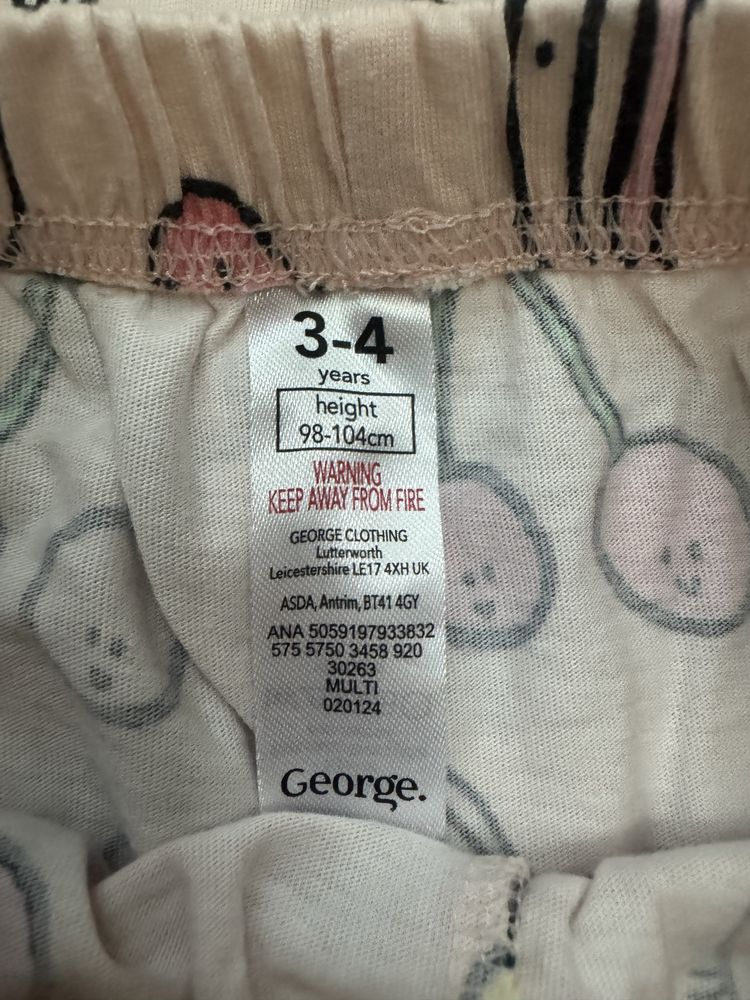 3-4
years
height
98-104cm
WARNING
KEEP AWAY FROM FIRE
GEORGE CLOTHING
Lutterworth
Leicestershire LE17 4XH UK
ASDA, Antrim, BT41 4GY
ANA 5059197933832
575 5750 3458 920
30263
MULTI
020124
George.